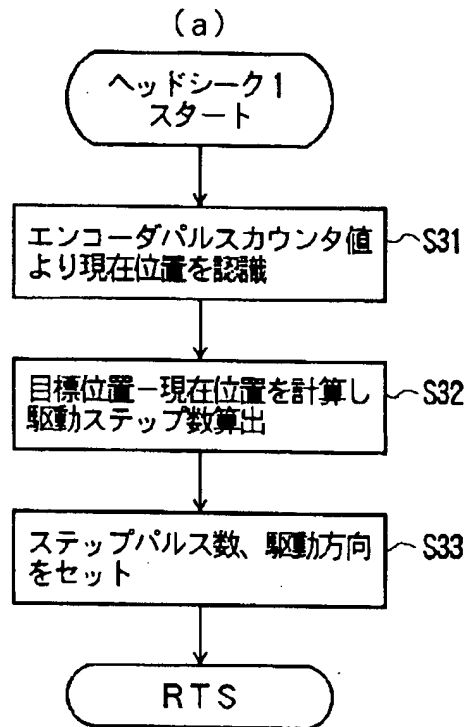 (a)
ヘッドシーク1
スタート
エンコーダパルスカウンタ値
より現在位置を認識
S31
目標位置−現在位置を計算し
駆動ステップ数算出
S32
ステップパルス数、駆動方向
をセット
S33
RTS